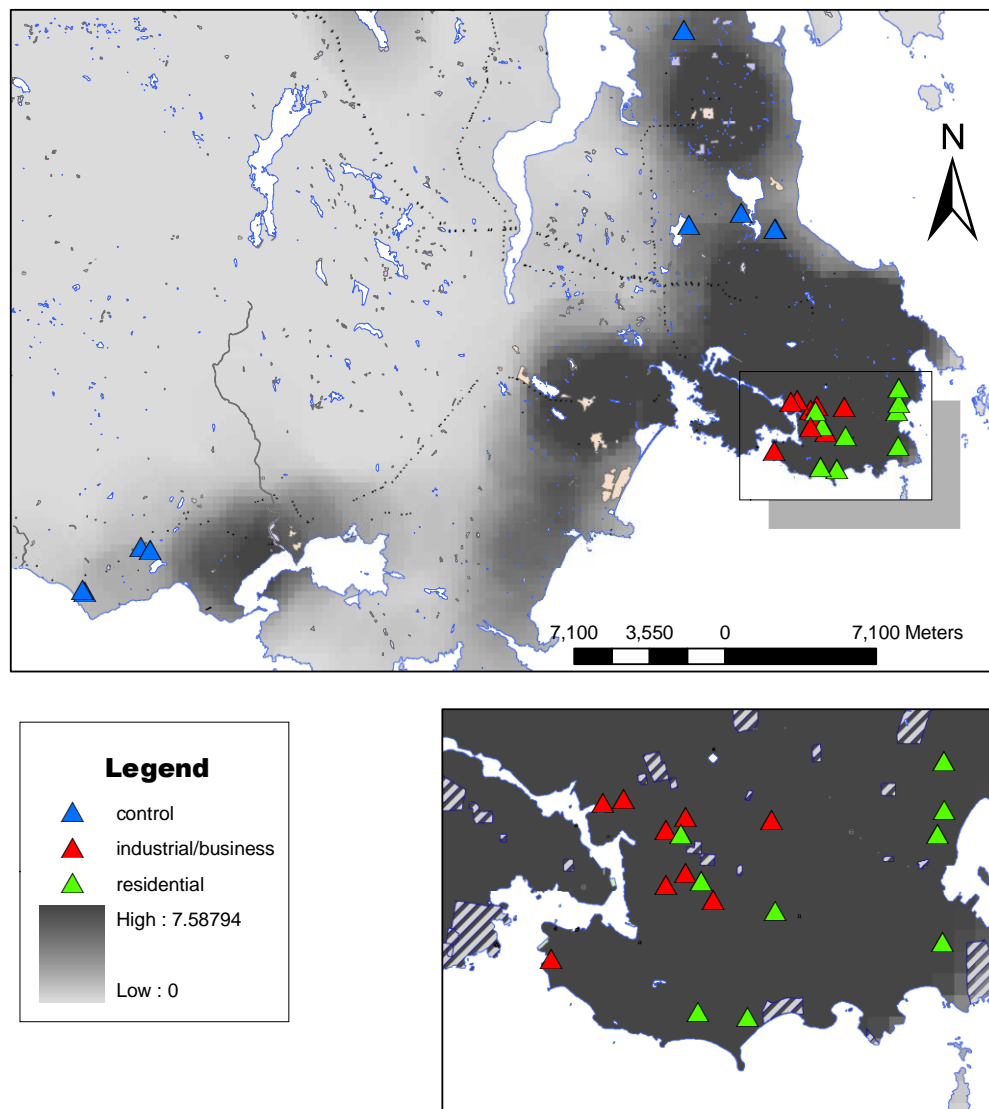 N
7,100 3,550 0 7,100 Meters
Legend
control
industrial/business
residential
High : 7.58794
Low : 0